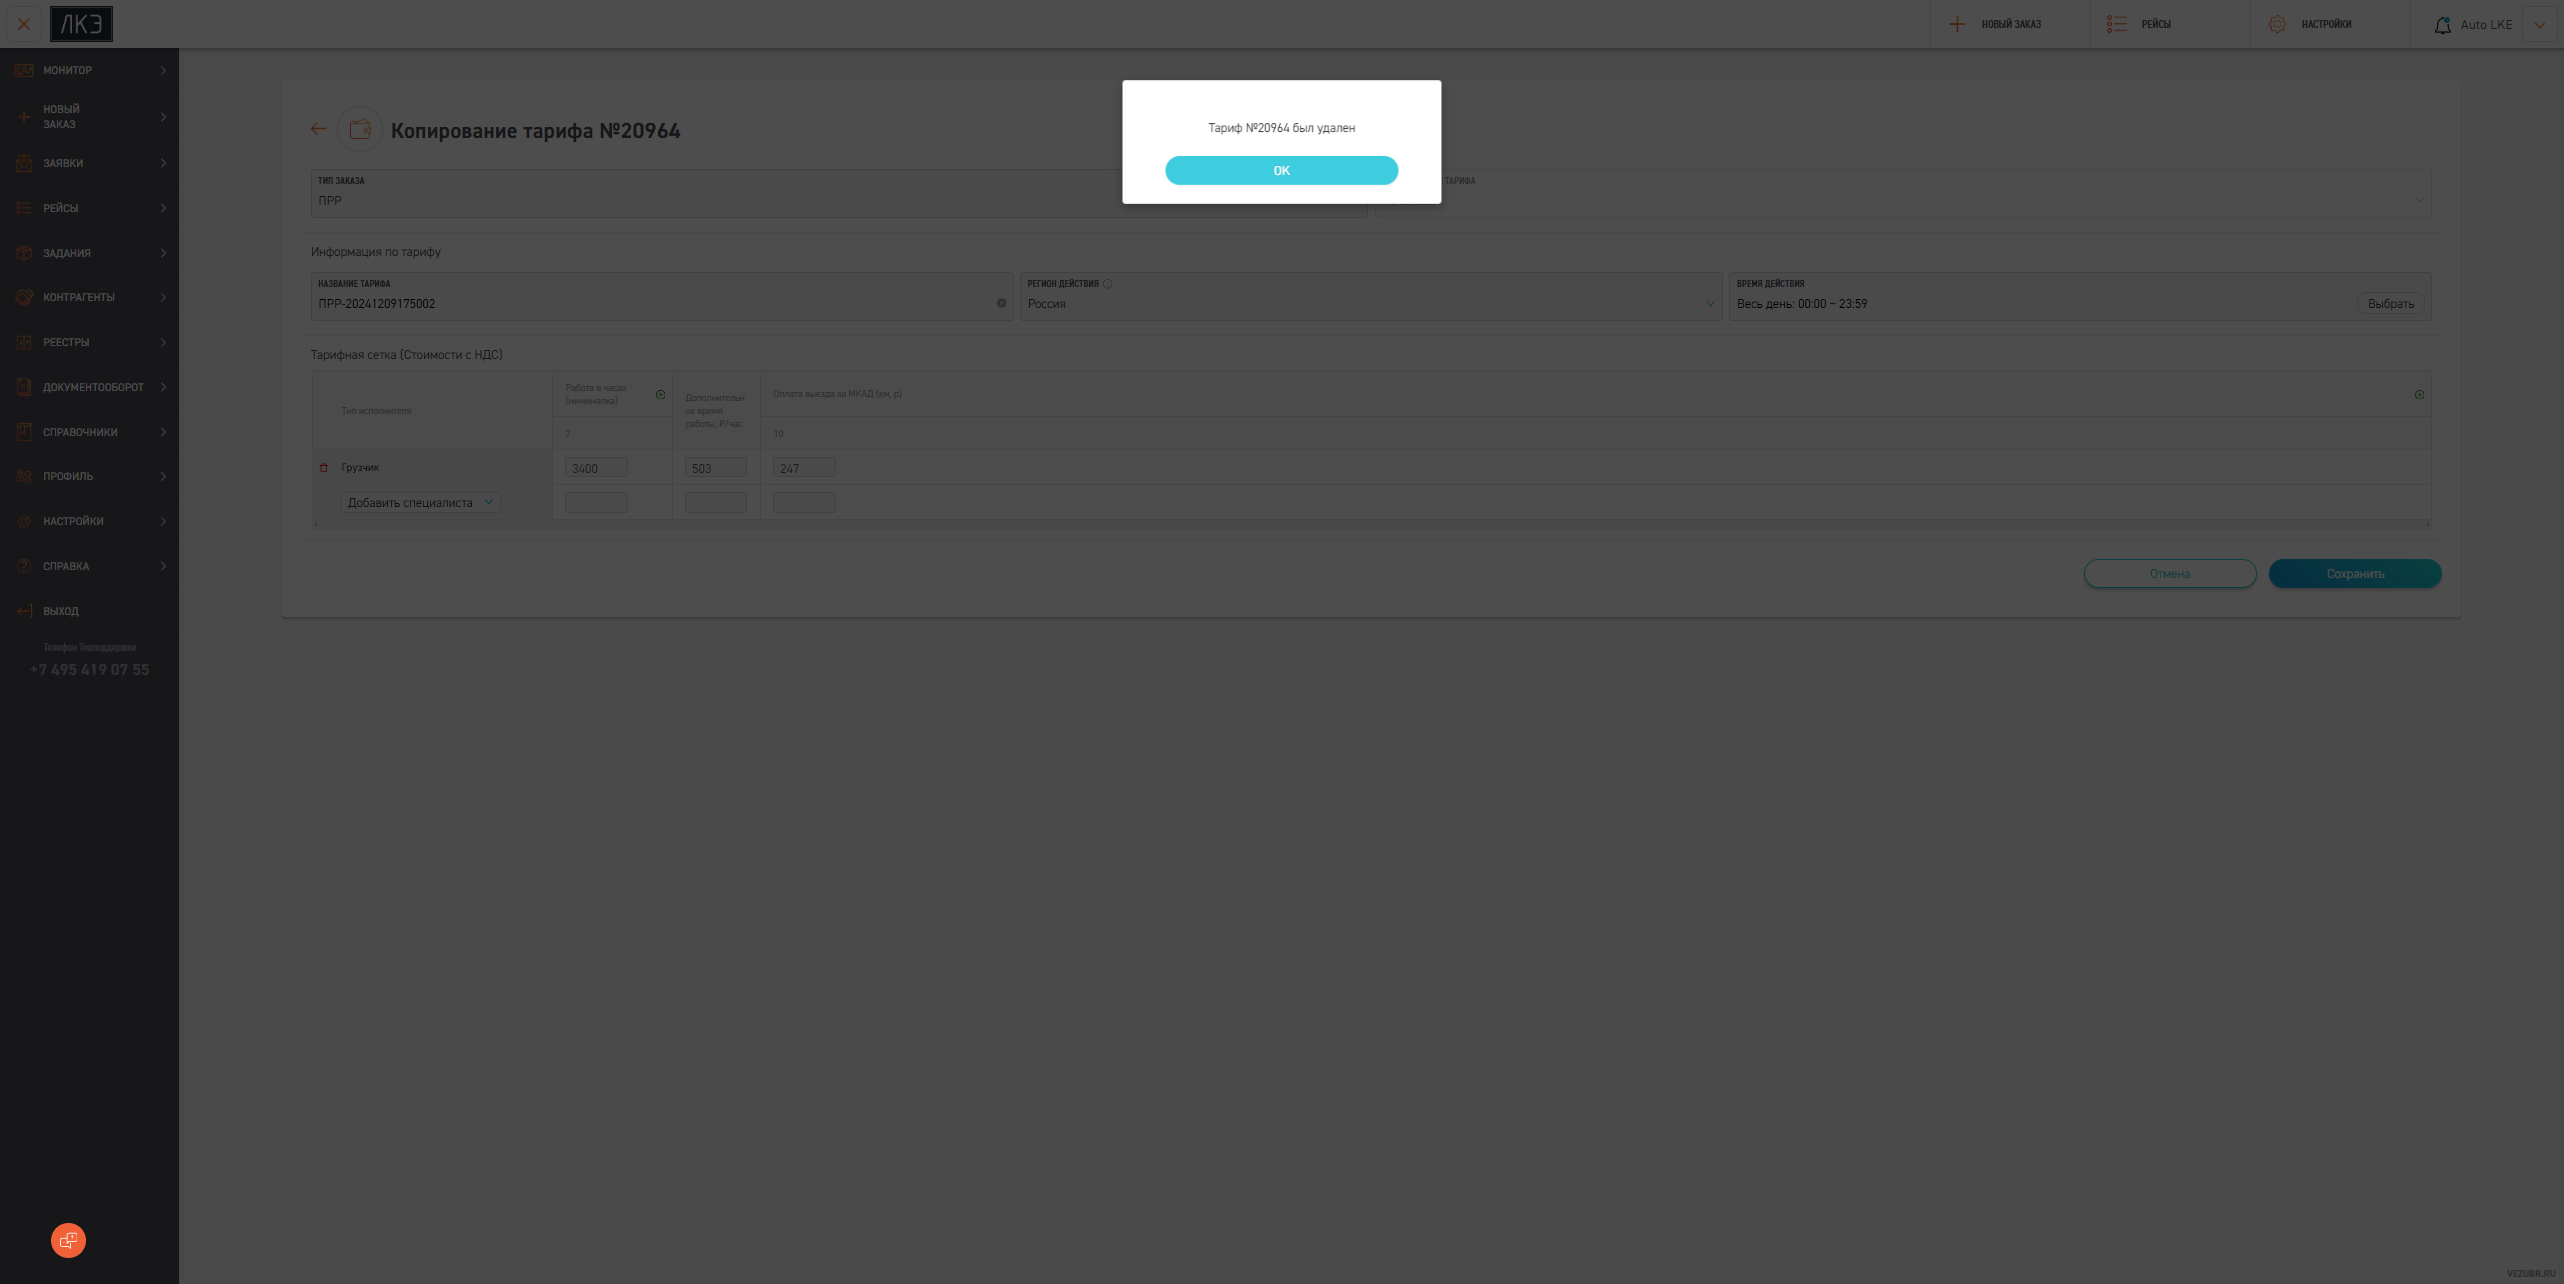 ЛКЭ
НОВЫЙ ЗАКАЗ
РЕЙСЫ
НАСТРОЙКИ
Auto LKE
МОНИТОР
НОВЫЙ
ЗАКАЗ
ЗАЯВКИ
РЕЙСЫ
ЗАДАНИЯ
КОНТРАГЕНТЫ
РЕЕСТРЫ
ДОКУМЕНТООБОРОТ
СПРАВОЧНИКИ
ПРОФИЛЬ
НАСТРОЙКИ
СПРАВКА
ВЫХОД
Телефон Техподдержки
+7 495 419 07 55
Копирование тарифа №20964
Тариф №20964 был удален
OK
ТИП ЗАКАЗА
ПРР
ТАРИФА
Информация по тарифу
НАЗВАНИЕ ТАРИФА
ПРР-20241209175002
РЕГИОН ДЕЙСТВИЯ
Россия
ВРЕМЯ ДЕЙСТВИЯ
Весь день: 00:00 – 23:59
Выбрать
Тарифная сетка (Стоимости с НДС)
Тип исполнителя
Работа в часах
(минималка)
7
Дополнительн
ое время
работы, ₽/час
Оплата выезда за МКАД (км, р)
10
Грузчик
3400
503
247
Добавить специалиста
Отмена
Сохранить
VEZUBR.RU